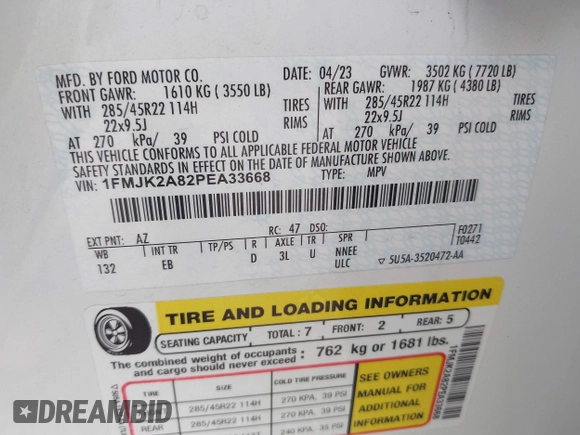 MFD. BY FORD MOTOR CO.
DATE: 04/23 GVWR: 3502 KG (7720 LB)
FRONT GAWR: 1610 KG (3550 LB)
REAR GAWR: 1987 KG (4380 LB)
WITH 285/45R22 114H TIRES
WITH 285/45R22 114H TIRES
22x9.5J RIMS
22x9.5J RIMS
AT 270 kPa/ 39 PSI COLD
AT 270 kPa/ 39 PSI COLD
THIS VEHICLE CONFORMS TO ALL APPLICABLE FEDERAL MOTOR VEHICLE
SAFETY STANDARDS IN EFFECT ON THE DATE OF MANUFACTURE SHOWN ABOVE.
VIN: 1FMJK2A82PEA33668
TYPE: MPV
EXT PNT: AZ RC: 47 DSO: F0271
WB INT TR TP/PS R AXLE TR SPR T0442
132 EB D 3L U NNEE
ULC ▽ 5U5A-3520472-AA
TIRE AND LOADING INFORMATION
SEATING CAPACITY TOTAL: 7 FRONT: 2 REAR: 5
The combined weight of occupants and cargo should never exceed: 762 kg or 1681 lbs.
TIRE SIZE COLD TIRE PRESSURE
285/45R22 114H 270 KPA, 39 PSI
REAR 285/45R22 114H 270 KPA, 39 PSI
240 KPA, 35 PSI
SEE OWNERS
MANUAL FOR
ADDITIONAL
INFORMATION
DREAMBID